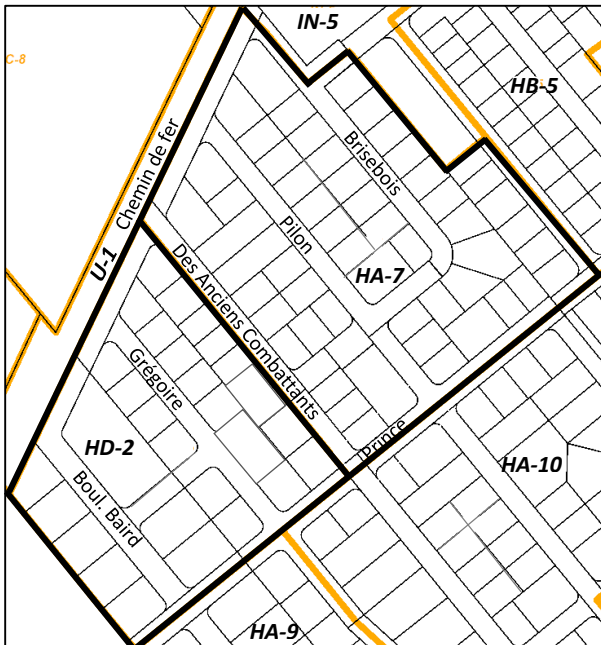 IN-5
C-8
HB-5
Chemin de fer
Brisebois
U-1
Pilon
HA-7
Des Anciens Combattants
Grégoire
HD-2
Prince
HA-10
Boul. Baird
HA-9